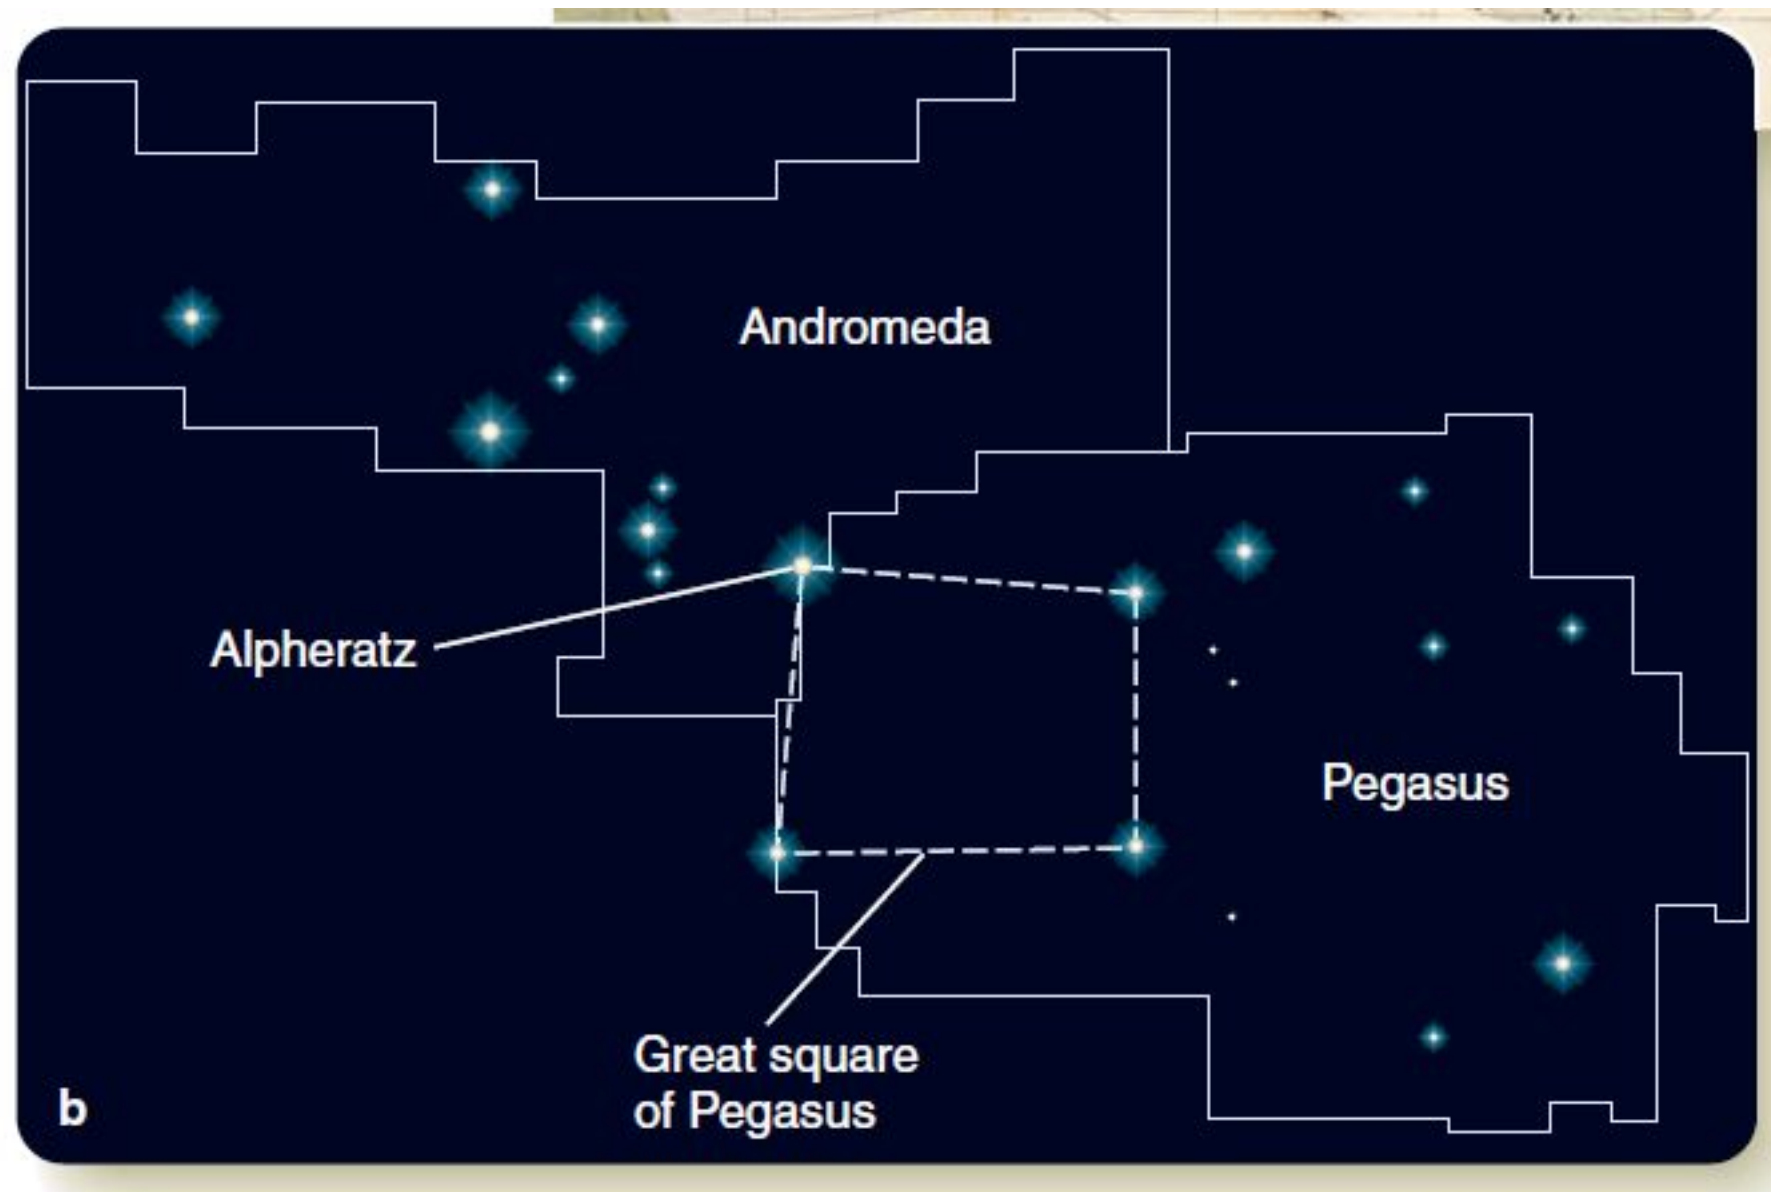 Andromeda
Alpheratz
Pegasus
Great square
of Pegasus
b